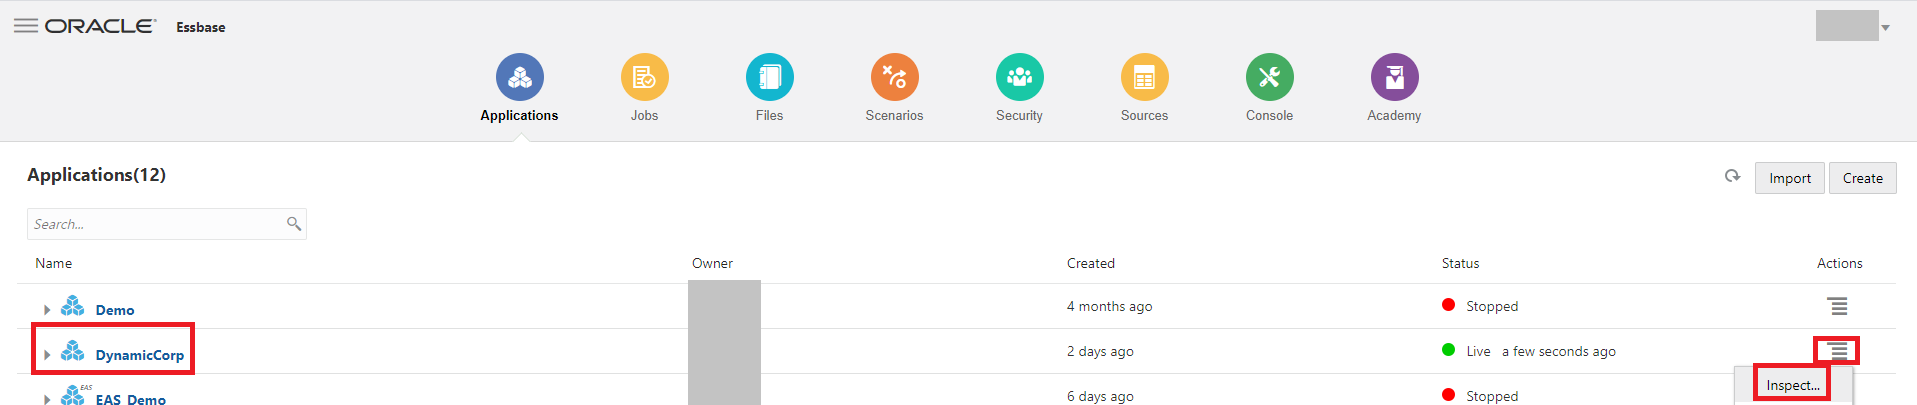 ORACLE® Essbase
Applications Jobs Files Scenarios Security Sources Console Academy
Applications(12)
Import Create
Search...
Name Owner Created Status Actions
Demo 4 months ago Stopped
DynamicCorp 2 days ago Live a few seconds ago
EAS
EAS_Demo 6 days ago Stopped
Inspect...